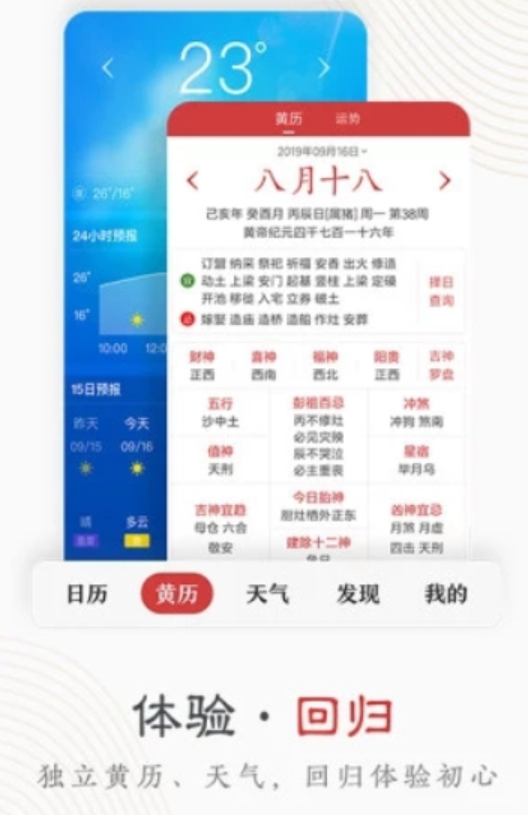 23°
黄历 运势
2019年09月16日
八月十八
26°/16°
己亥年 癸酉月 丙辰日[属猪] 周一 第38周
黄帝纪元四千七百一十六年
24小时预报
订盟 纳采 祭祀 祈福 安香 出火 修造
宜 动土 上梁 安门 起基 竖柱 上梁 定磉
开池 移徙 入宅 立券 破土
忌 嫁娶 造庙 造桥 造船 作灶 安葬
择日
查询
26°
16°
10:00 12:0
财神 喜神 福神 阳贵 吉神
正西 西南 西北 正西 罗盘
15日预报
昨天 今天
09/15 09/16
晴 多云
五行
沙中土
彭祖百忌
丙不修灶
必见灾殃
辰不哭泣
必主重丧
冲煞
冲狗 煞南
值神
天刑
星宿
毕月乌
吉神宜趋
母仓 六合
敬安
今日胎神
厨灶栖外正东
建除十二神
危日
凶神宜忌
月煞 月虚
四击 天刑
日历 黄历 天气 发现 我的
体验·回归
独立黄历、天气，回归体验初心